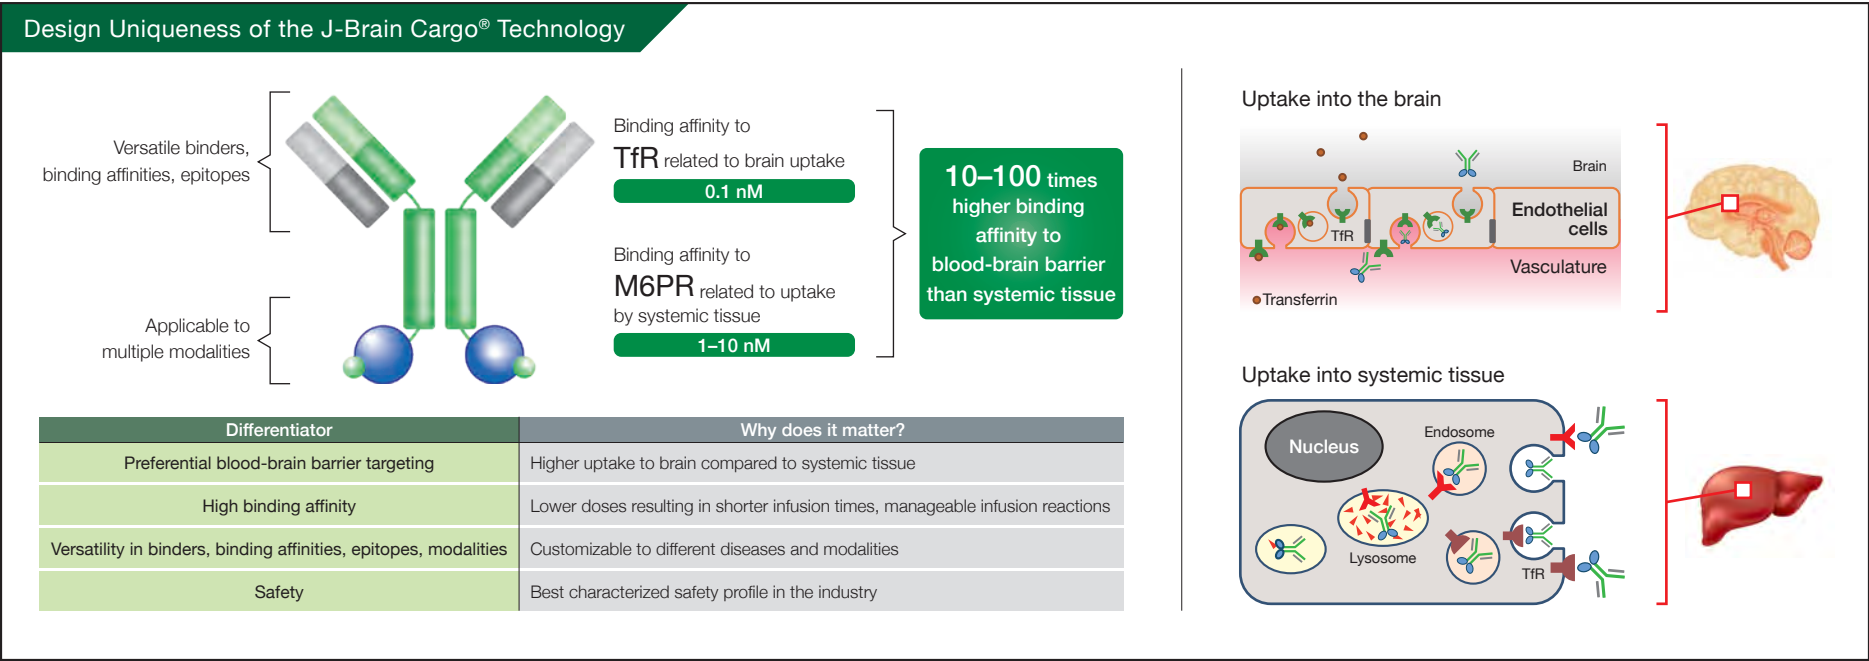 Design Uniqueness of the J-Brain Cargo® Technology
Versatile binders,
binding affinities, epitopes
Applicable to
multiple modalities
Binding affinity to
TfR related to brain uptake
0.1 nM
Binding affinity to
M6PR related to uptake
by systemic tissue
1–10 nM
10–100 times
higher binding
affinity to
blood-brain barrier
than systemic tissue
Differentiator
Why does it matter?
Preferential blood-brain barrier targeting
Higher uptake to brain compared to systemic tissue
High binding affinity
Lower doses resulting in shorter infusion times, manageable infusion reactions
Versatility in binders, binding affinities, epitopes, modalities
Customizable to different diseases and modalities
Safety
Best characterized safety profile in the industry
Uptake into the brain
Brain
Endothelial
cells
TfR
Vasculature
Transferrin
Uptake into systemic tissue
Nucleus
Endosome
Lysosome
TfR